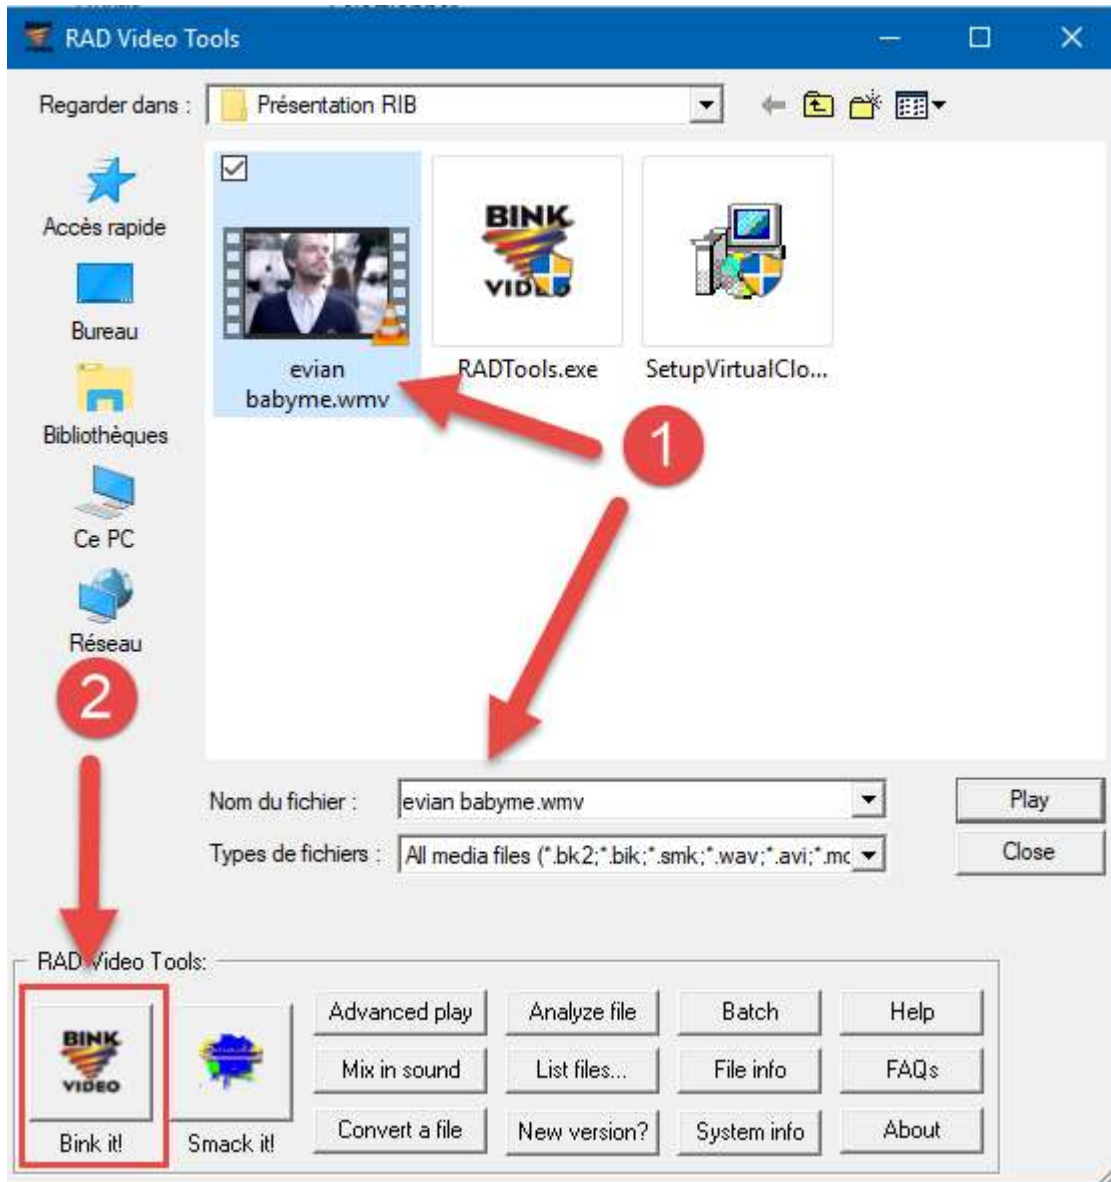 RAD Video Tools
Regarder dans :
Présentation RIB
Accès rapide
Bureau
Bibliothèques
Ce PC
Réseau
BINK
VIDEO
evian
babyme.wmv
RADTools.exe
SetupVirtualClo...
1
2
Nom du fichier :
evian babyme.wmv
Play
Types de fichiers :
All media files (*.bk2;*.bik;*.smk;*.wav;*.avi;*.mc
Close
RAD Video Tools:
BINK
VIDEO
Bink it!
Smack it!
Advanced play
Analyze file
Batch
Help
Mix in sound
List files...
File info
FAQs
Convert a file
New version?
System info
About